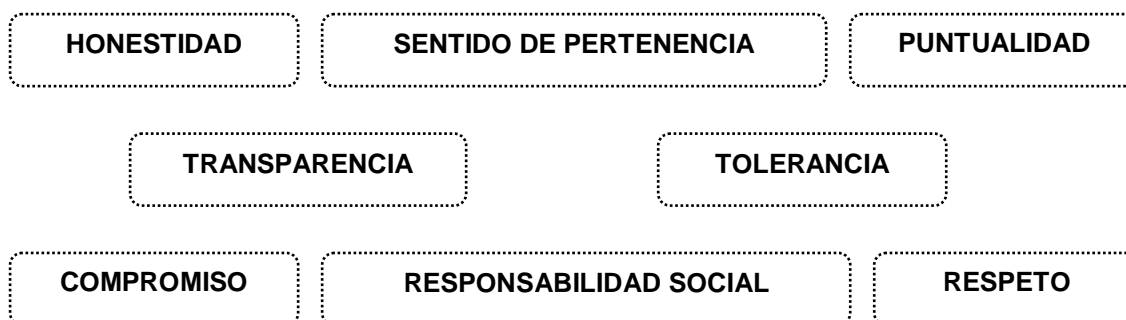 HONESTIDAD SENTIDO DE PERTENENCIA PUNTUALIDAD
TRANSPARENCIA TOLERANCIA
COMPROMISO RESPONSABILIDAD SOCIAL RESPETO